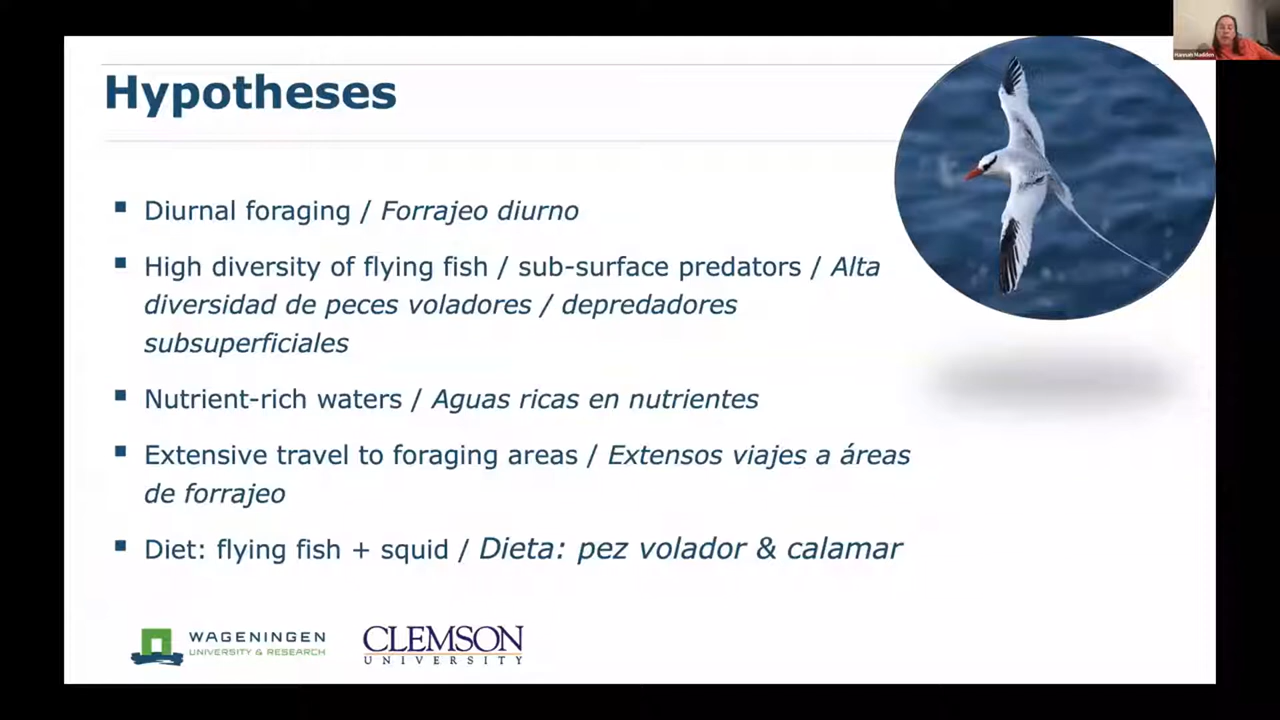 Hannah Madden
Hypotheses
Diurnal foraging / Forrajeo diurno
High diversity of flying fish / sub-surface predators / Alta
diversidad de peces voladores / depredadores
subsuperficiales
Nutrient-rich waters / Aguas ricas en nutrientes
Extensive travel to foraging areas / Extensos viajes a áreas
de forrajeo
Diet: flying fish + squid / Dieta: pez volador & calamar
WAGENINGEN
UNIVERSITY & RESEARCH
CLEMSON
UNIVERSITY